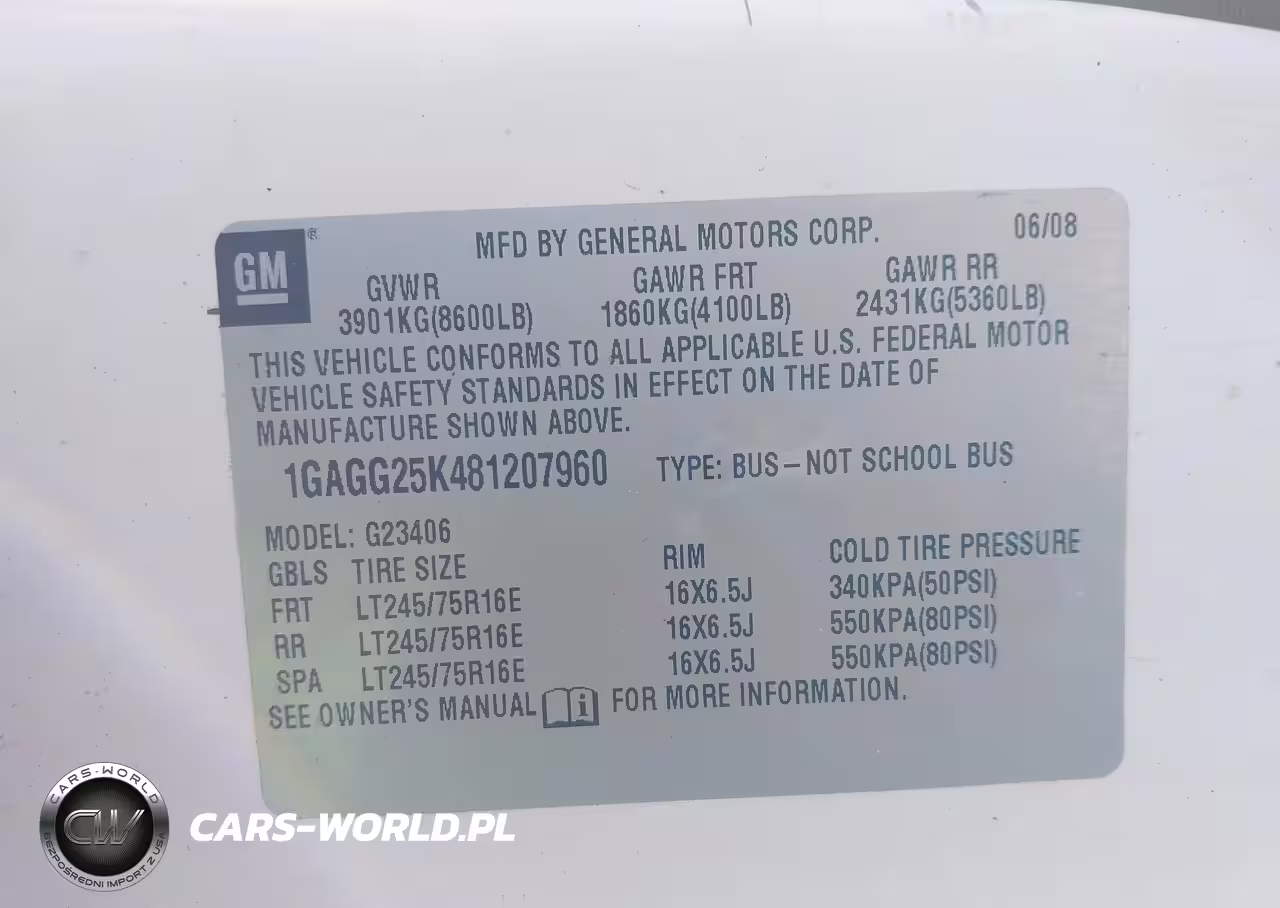 GM®
MFD BY GENERAL MOTORS CORP. 06/08
GVWR GAWR FRT GAWR RR
3901KG(8600LB) 1860KG(4100LB) 2431KG(5360LB)
THIS VEHICLE CONFORMS TO ALL APPLICABLE U.S. FEDERAL MOTOR
VEHICLE SAFETY STANDARDS IN EFFECT ON THE DATE OF
MANUFACTURE SHOWN ABOVE.
1GAGG25K481207960 TYPE: BUS–NOT SCHOOL BUS
MODEL: G23406
GBLS TIRE SIZE RIM COLD TIRE PRESSURE
FRT LT245/75R16E 16X6.5J 340KPA(50PSI)
RR LT245/75R16E 16X6.5J 550KPA(80PSI)
SPA LT245/75R16E 16X6.5J 550KPA(80PSI)
SEE OWNER'S MANUAL i FOR MORE INFORMATION.
CARS-WORLD
CW
BEZPOŚREDNI IMPORT Z USA
CARS-WORLD.PL